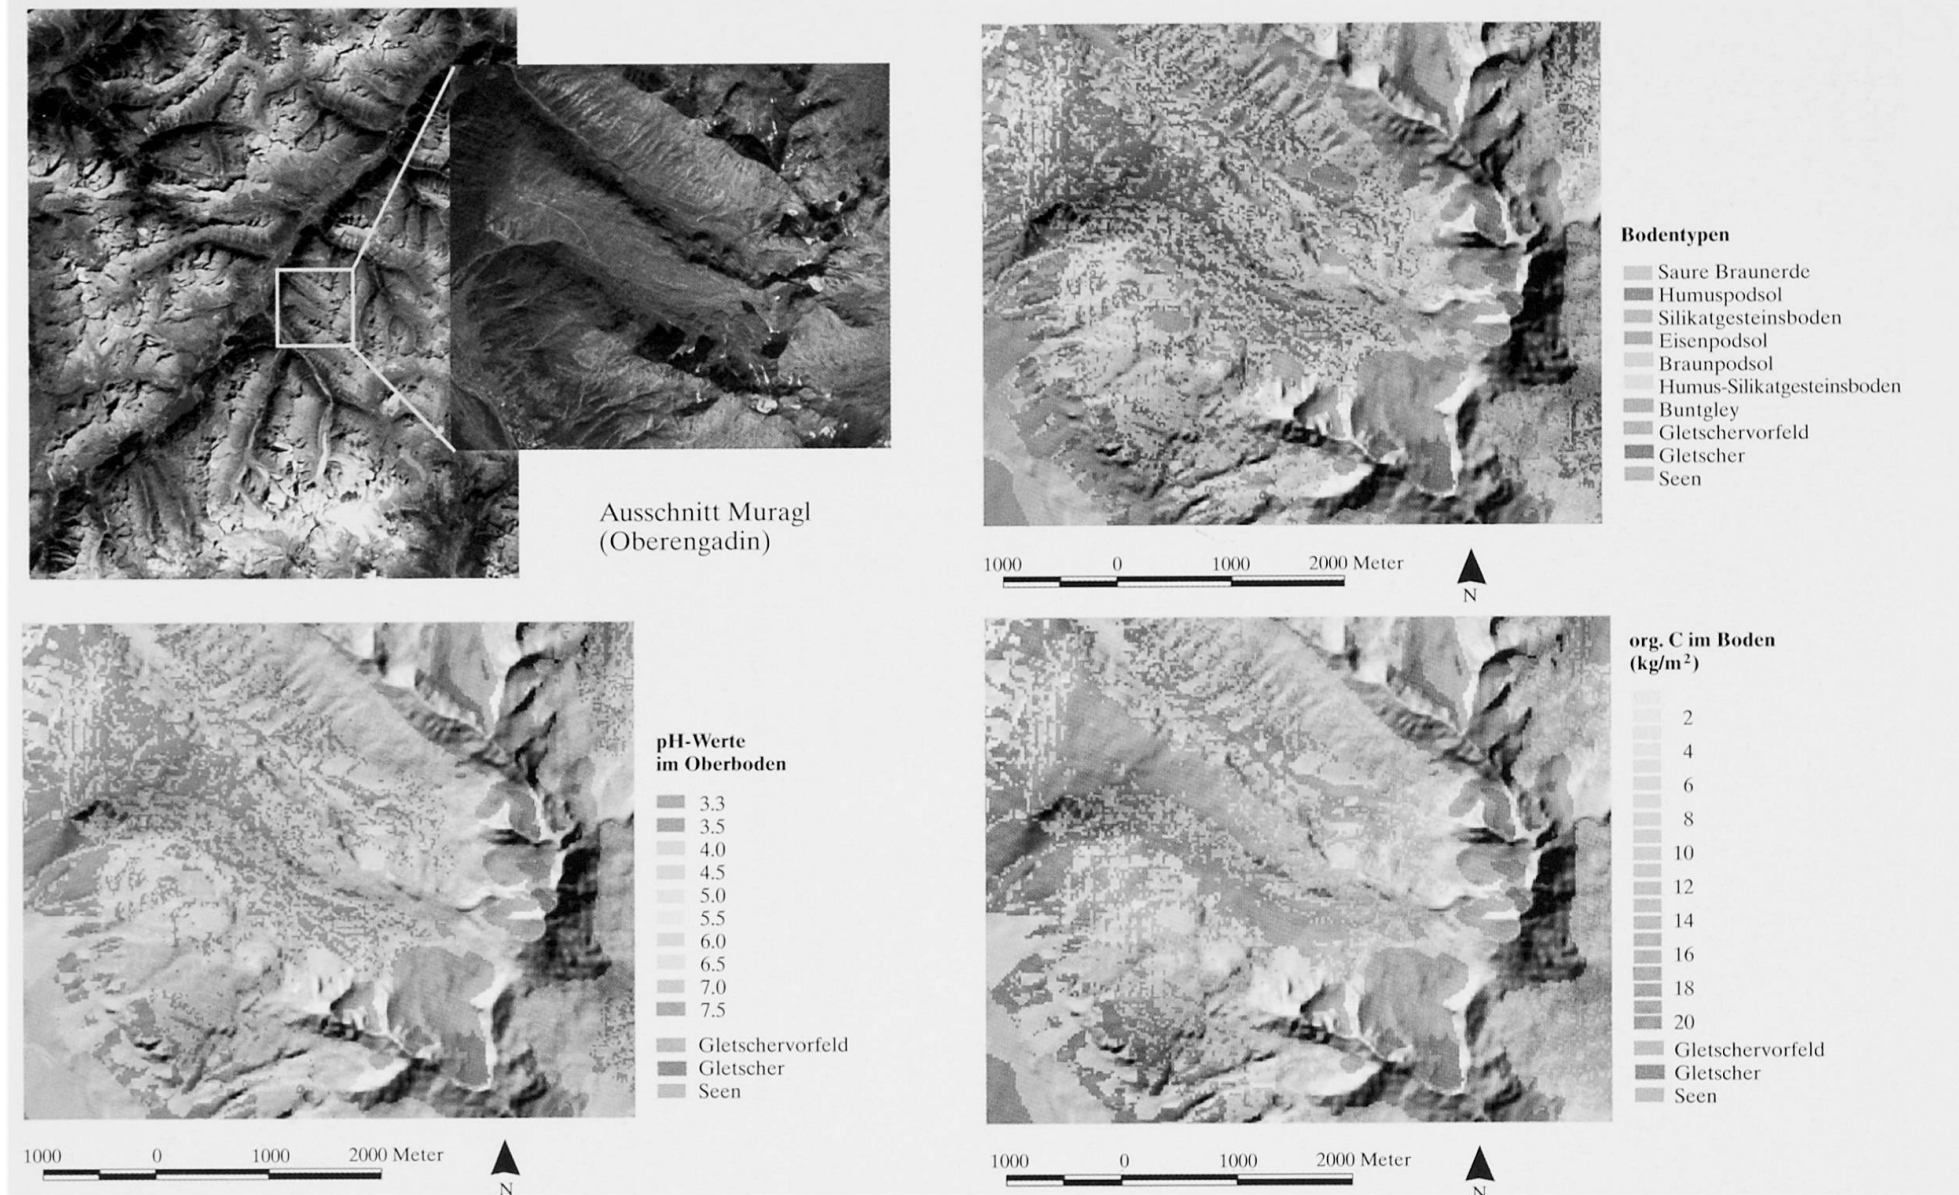 Ausschnitt Muragl
(Oberengadin)
Bodentypen
Saure Braunerde
Humuspodsol
Silikatgesteinsboden
Eisenpodsol
Braunpodsol
Humus-Silikatgesteinsboden
Buntgley
Gletschervorfeld
Gletscher
Seen
1000 0 1000 2000 Meter
N
pH-Werte
im Oberboden
3.3
3.5
4.0
4.5
5.0
5.5
6.0
6.5
7.0
7.5
Gletschervorfeld
Gletscher
Seen
1000 0 1000 2000 Meter
N
org. C im Boden
(kg/m²)
2
4
6
8
10
12
14
16
18
20
Gletschervorfeld
Gletscher
Seen
1000 0 1000 2000 Meter
N